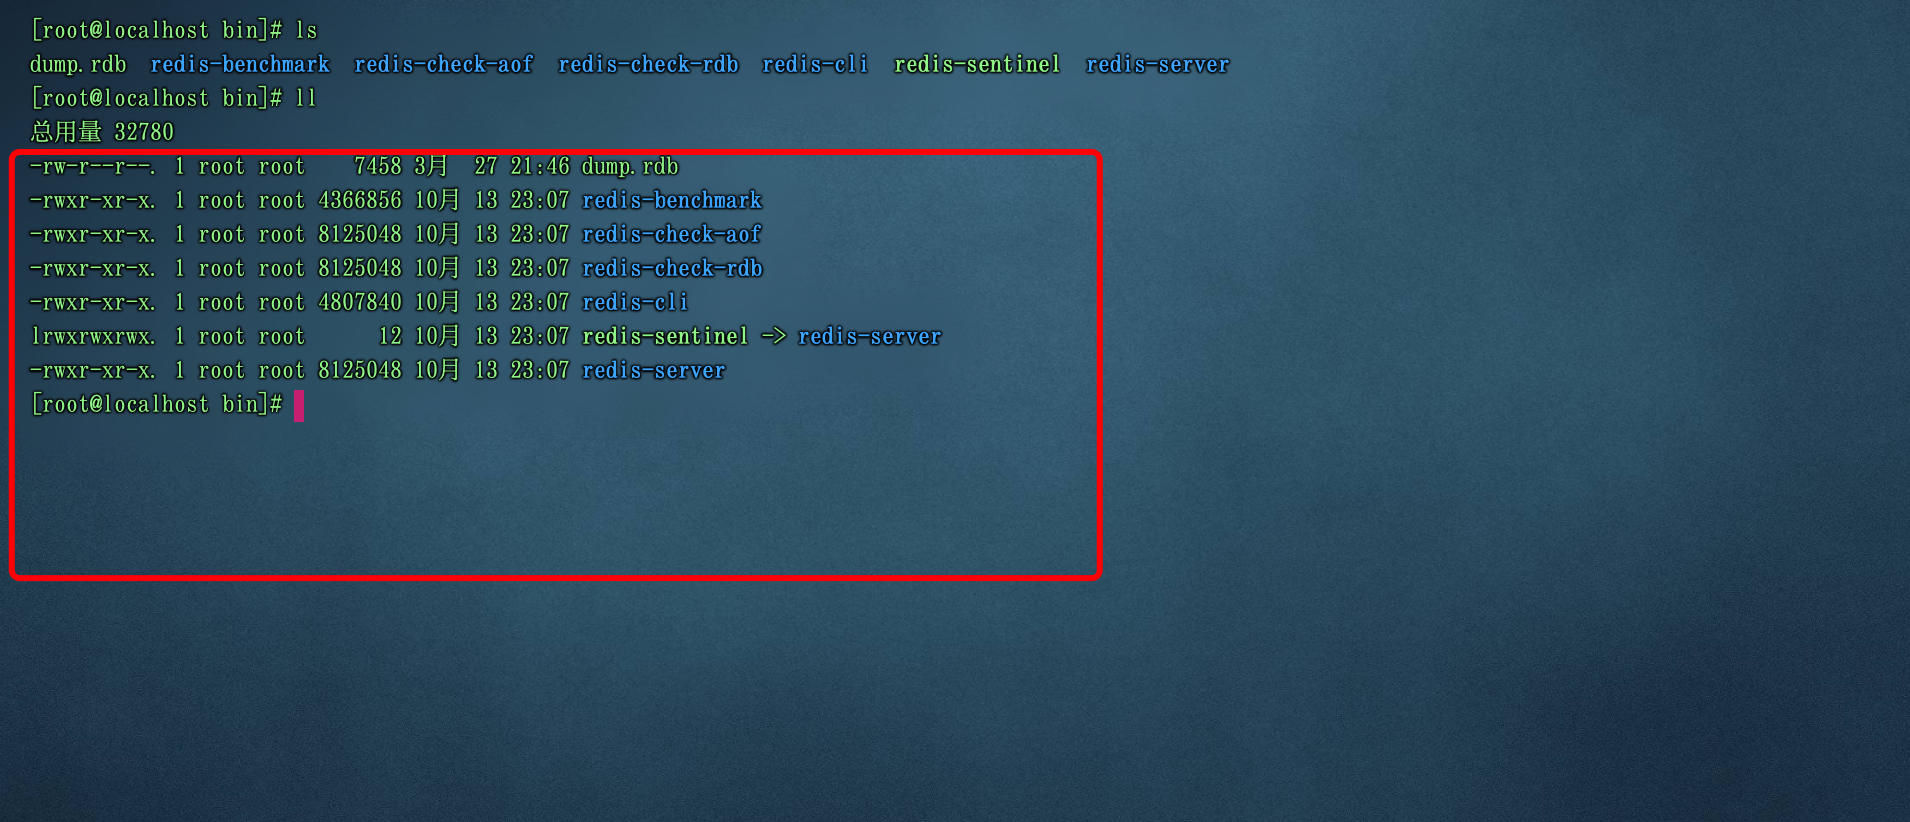 [root@localhost bin]# ls
dump.rdb  redis-benchmark  redis-check-aof  redis-check-rdb  redis-cli  redis-sentinel  redis-server
[root@localhost bin]# ll
总用量 32780
-rw-r--r--. 1 root root    7458 3月  27 21:46 dump.rdb
-rwxr-xr-x. 1 root root 4366856 10月 13 23:07 redis-benchmark
-rwxr-xr-x. 1 root root 8125048 10月 13 23:07 redis-check-aof
-rwxr-xr-x. 1 root root 8125048 10月 13 23:07 redis-check-rdb
-rwxr-xr-x. 1 root root 4807840 10月 13 23:07 redis-cli
lrwxrwxrwx. 1 root root      12 10月 13 23:07 redis-sentinel -> redis-server
-rwxr-xr-x. 1 root root 8125048 10月 13 23:07 redis-server
[root@localhost bin]#